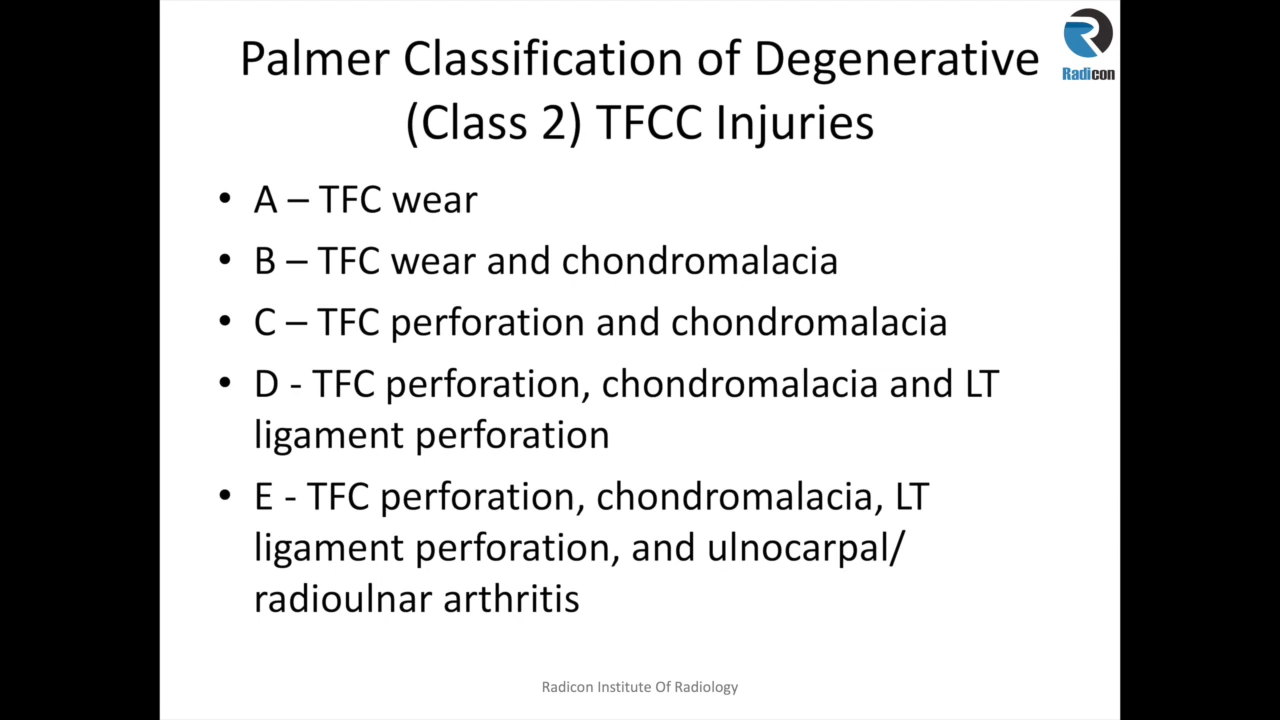 Palmer Classification of Degenerative
(Class 2) TFCC Injuries
Radicon
• A – TFC wear
• B – TFC wear and chondromalacia
• C – TFC perforation and chondromalacia
• D - TFC perforation, chondromalacia and LT
ligament perforation
• E - TFC perforation, chondromalacia, LT
ligament perforation, and ulnocarpal/
radioulnar arthritis
Radicon Institute Of Radiology